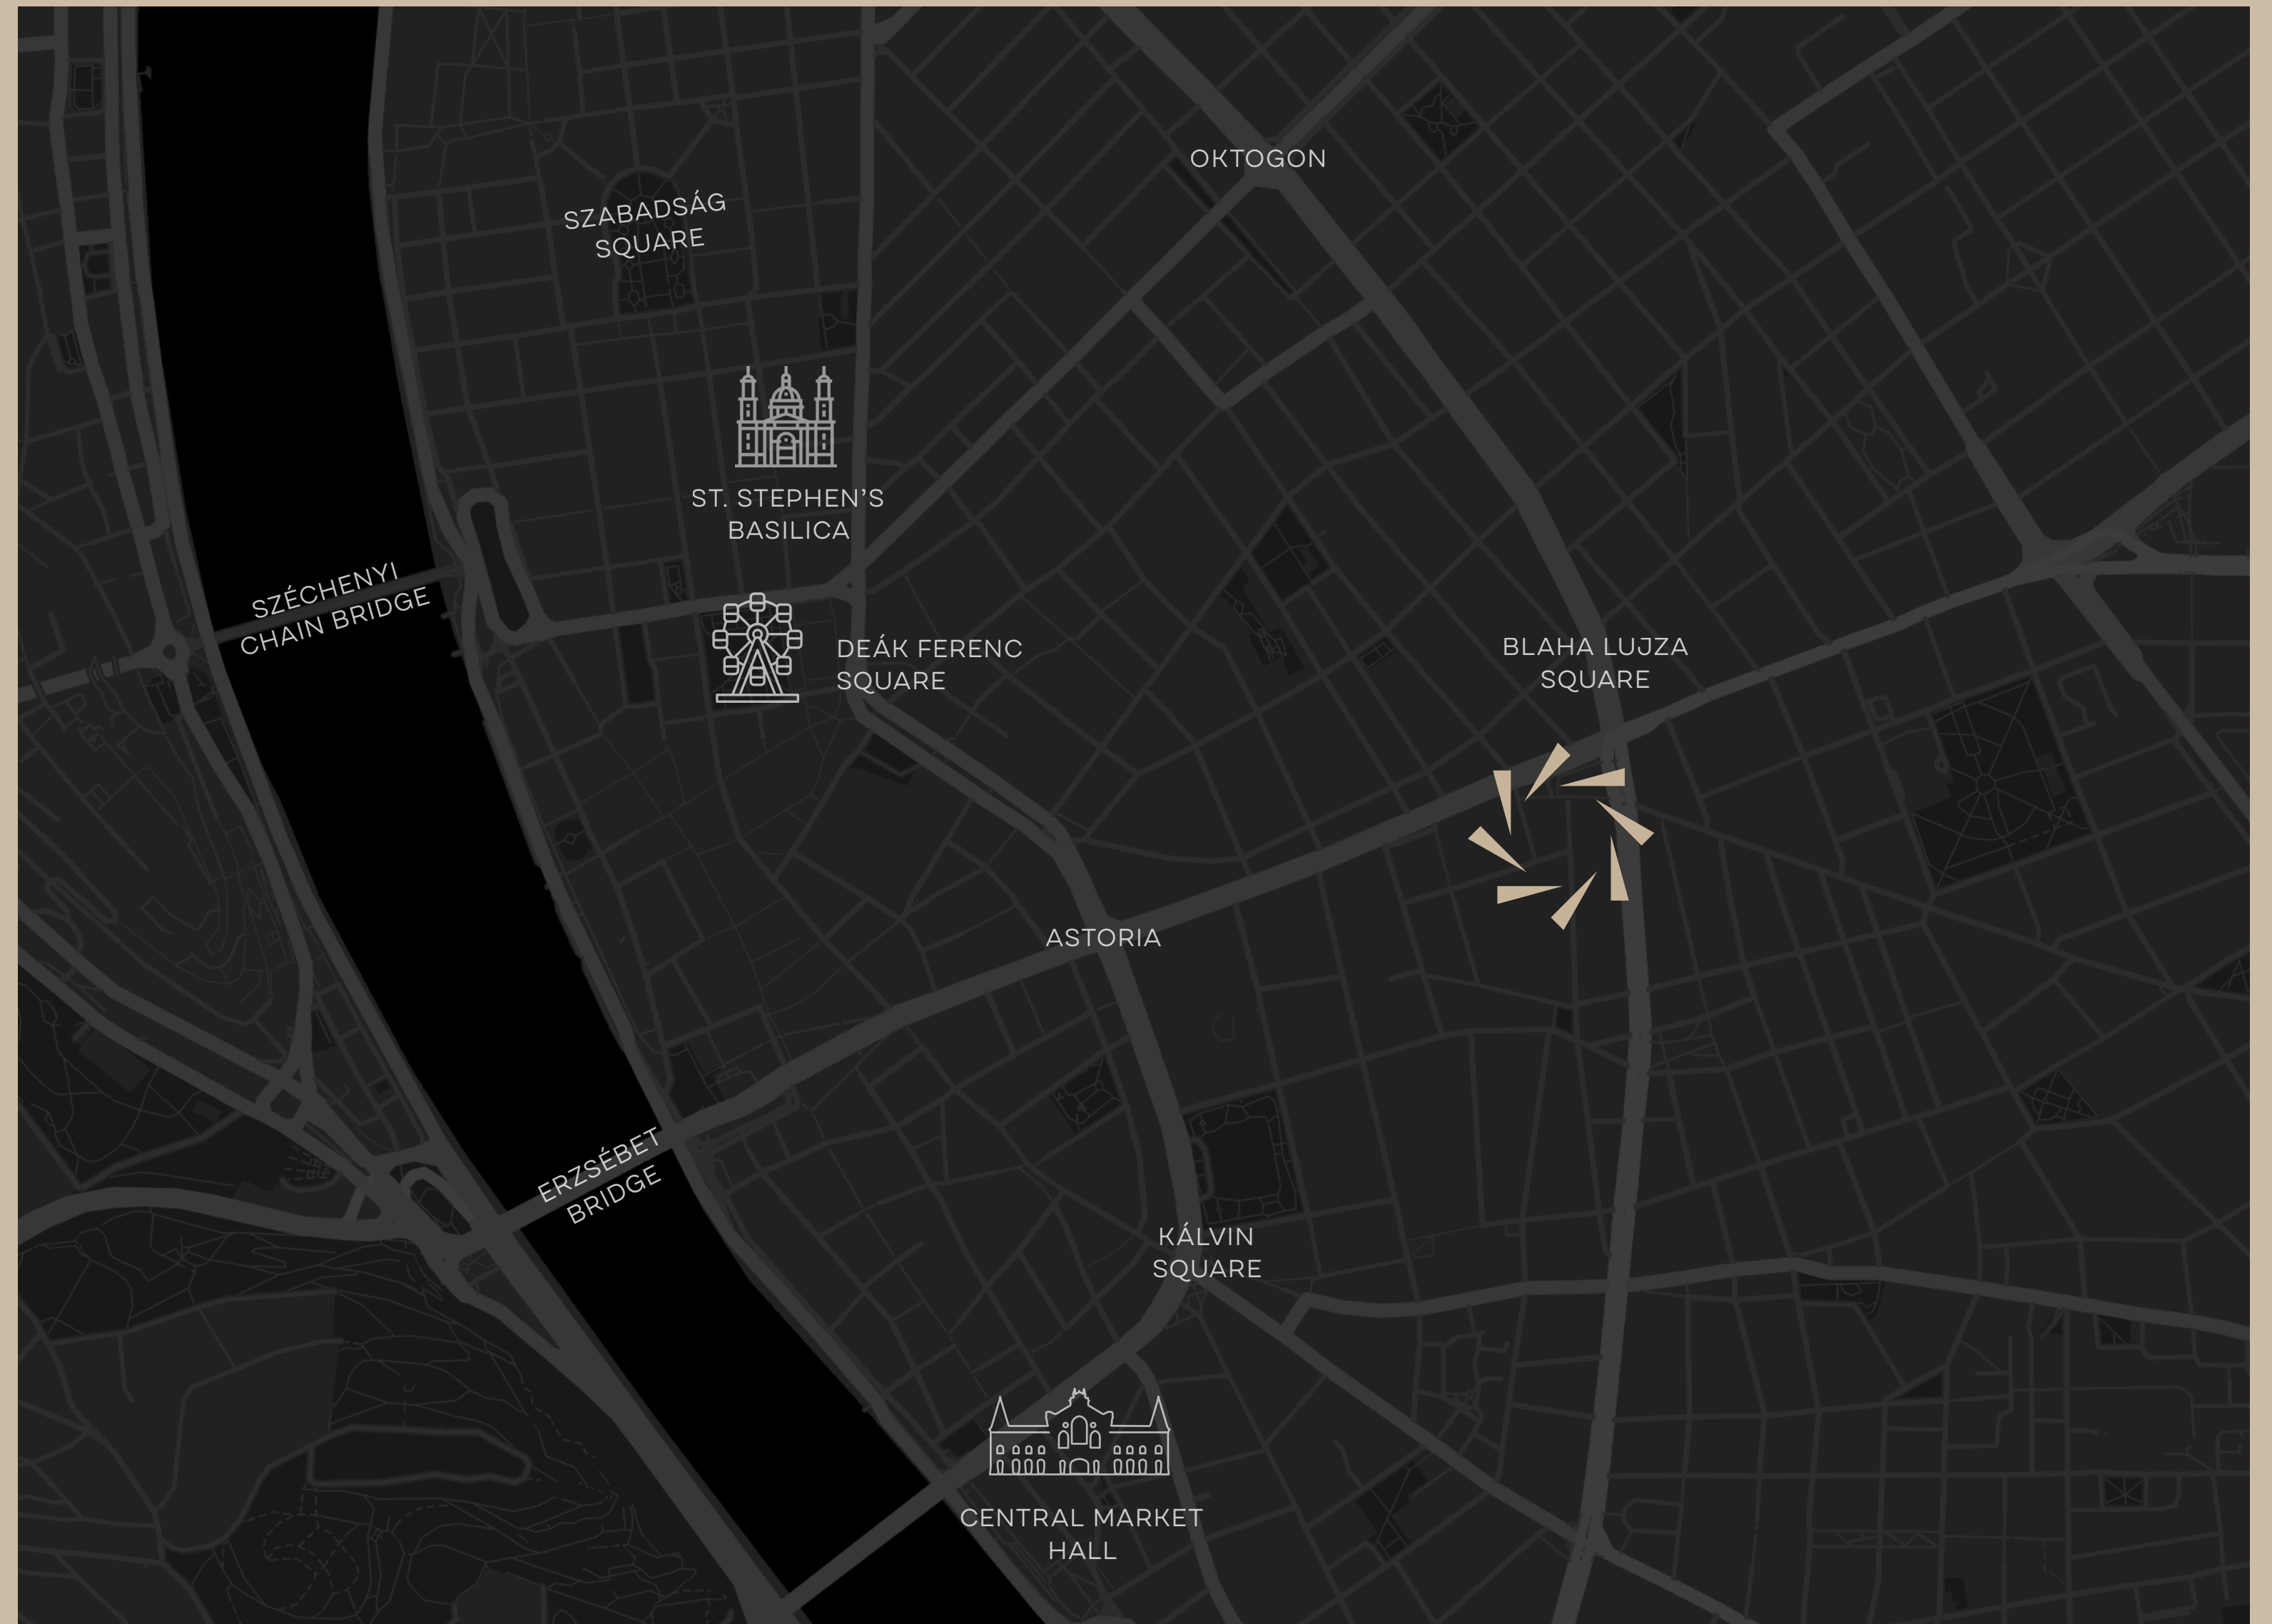 OKTOGON
SZABADSÁG
SQUARE
ST. STEPHEN’S
BASILICA
SZÉCHENYI
CHAIN BRIDGE
DEÁK FERENC
SQUARE
BLAHA LUJZA
SQUARE
ASTORIA
ERZSÉBET
BRIDGE
KÁLVIN
SQUARE
CENTRAL MARKET
HALL